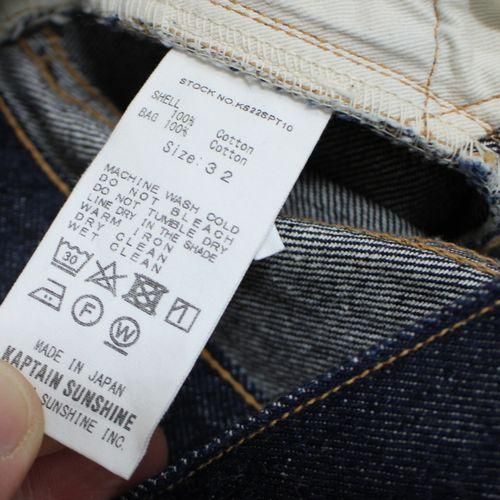 STOCK NO.KS22SPT10
SHELL
100% Cotton
BAG 100% Cotton
Size: 32
MACHINE WASH COLD
DO NOT BLEACH
DO NOT TUMBLE DRY
LINE DRY IN THE SHADE
WARM IRON
DRY CLEAN
WET CLEAN
30
F
W
MADE IN JAPAN
KAPTAIN SUNSHINE
SUNSHINE INC.